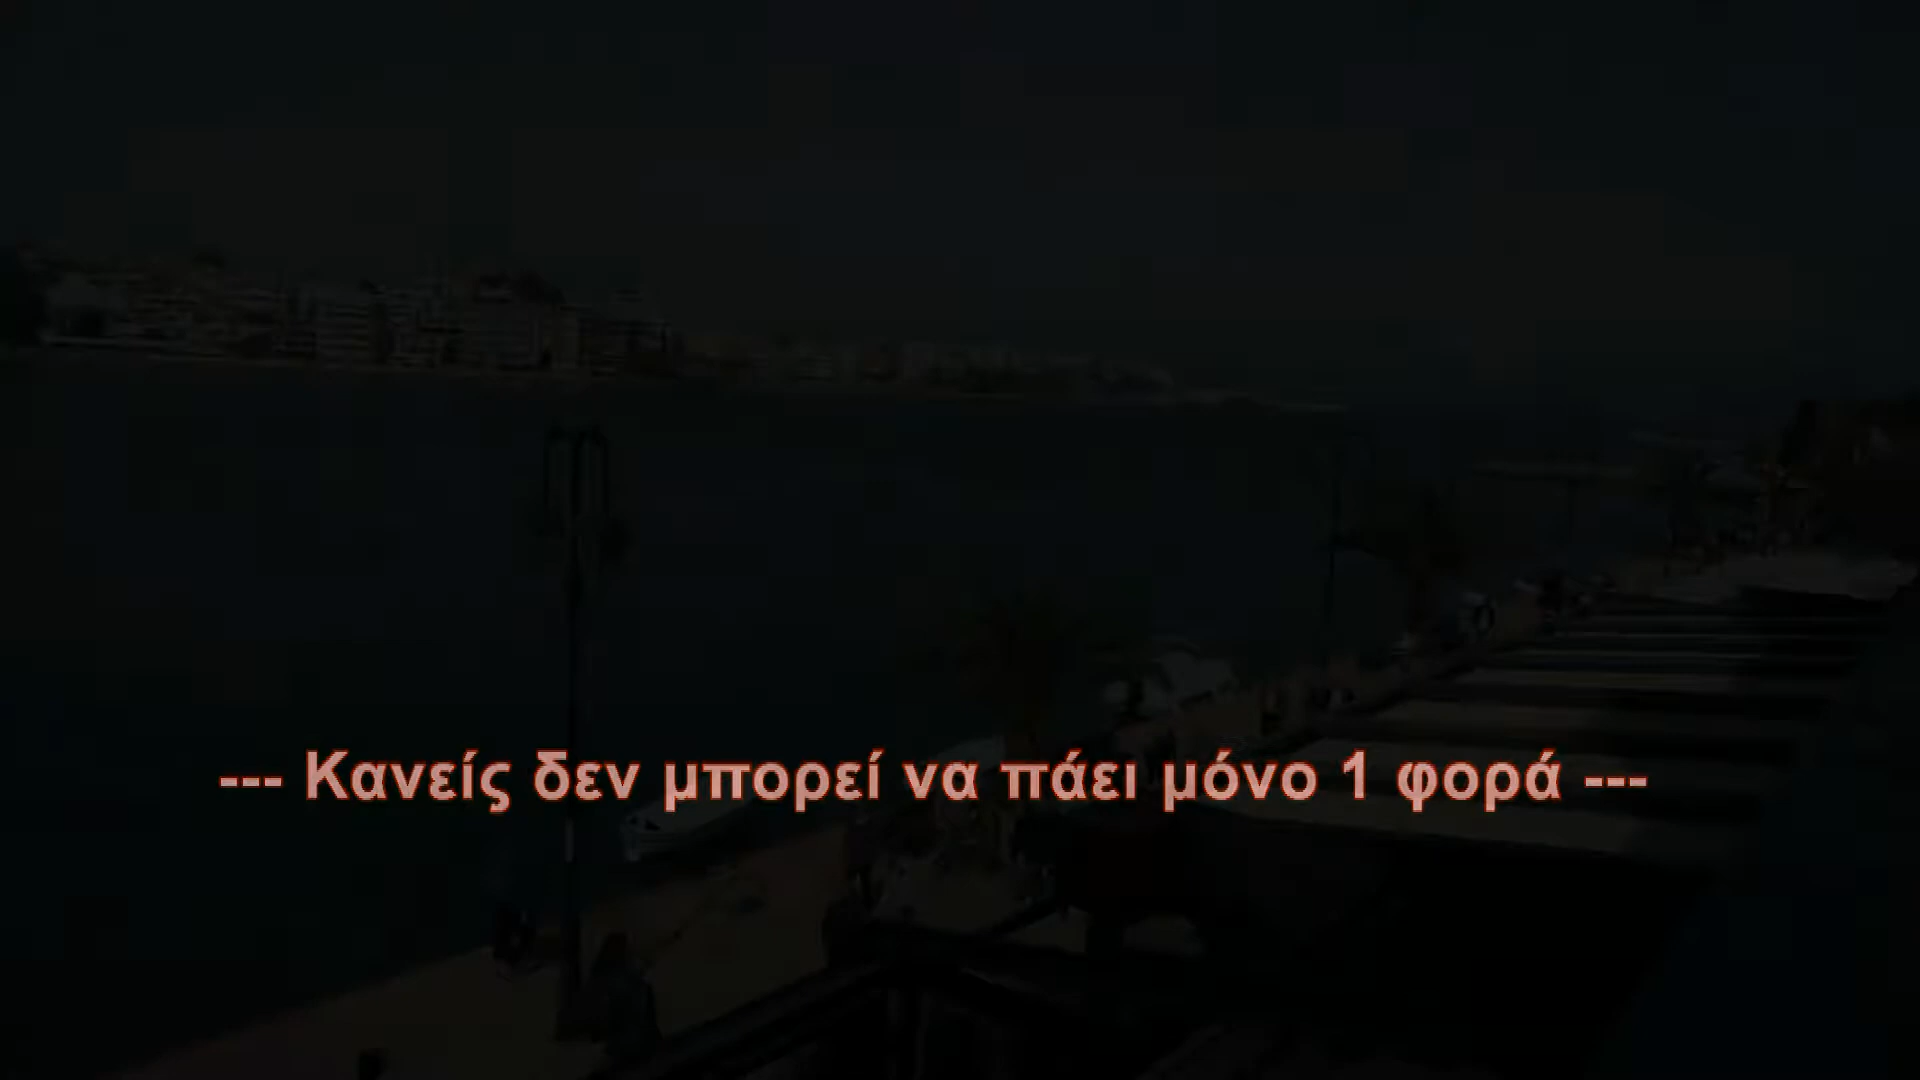 --- Κανείς δεν μπορεί να πάει μόνο 1 φορά ---